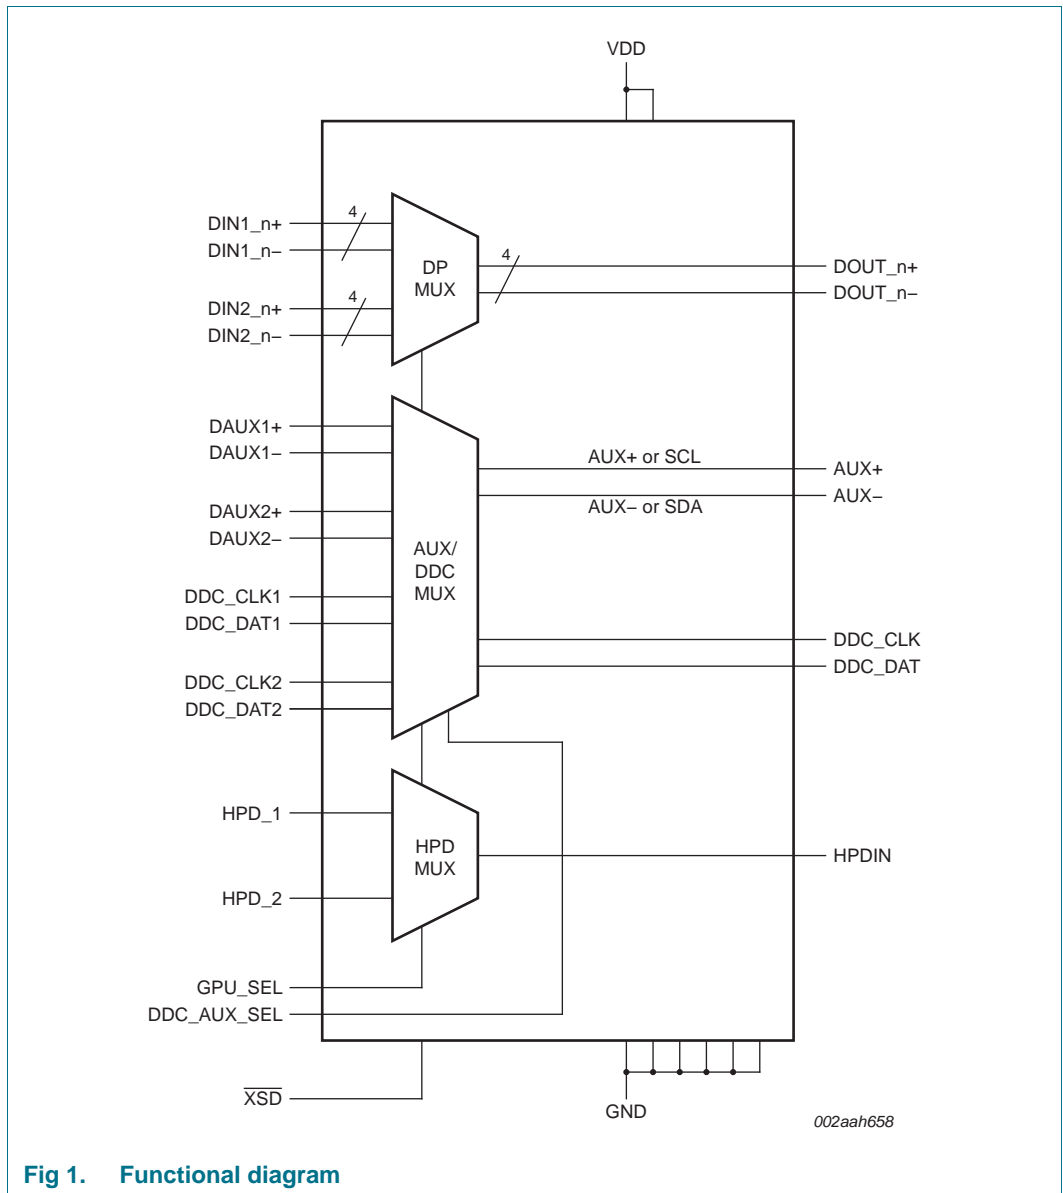 VDD
DIN1_n+
DIN1_n−
DIN2_n+
DIN2_n−
4
4
DP
MUX
4
DOUT_n+
DOUT_n−
DAUX1+
DAUX1−
DAUX2+
DAUX2−
DDC_CLK1
DDC_DAT1
DDC_CLK2
DDC_DAT2
AUX/
DDC
MUX
AUX+ or SCL
AUX− or SDA
AUX+
AUX−
DDC_CLK
DDC_DAT
HPD_1
HPD_2
HPD
MUX
HPDIN
GPU_SEL
DDC_AUX_SEL
X̅S̅D̅
GND
002aah658
Fig 1. Functional diagram